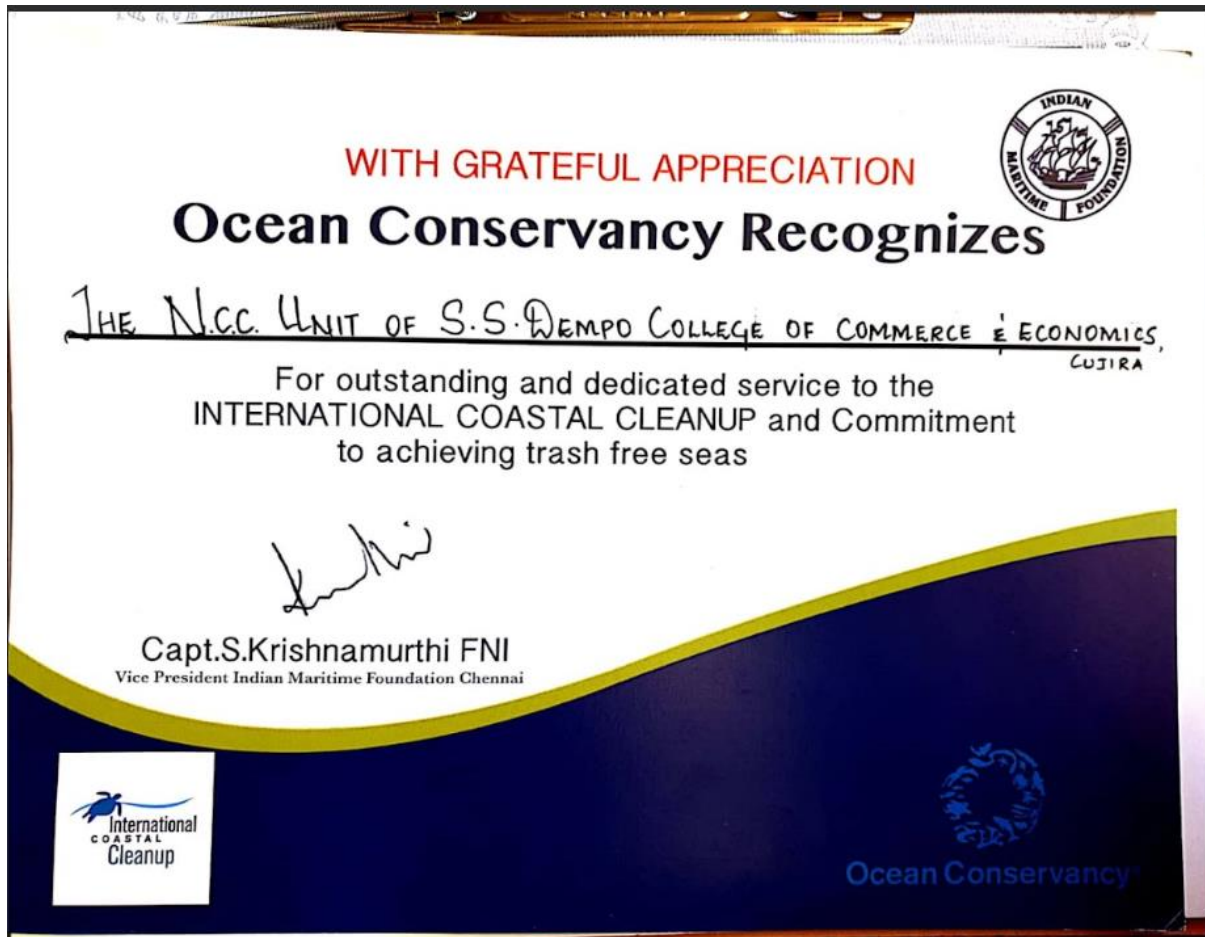 INDIAN
MARITIME FOUNDATION
WITH GRATEFUL APPRECIATION
Ocean Conservancy Recognizes
THE N.C.C. UNIT OF S.S. DEMPO COLLEGE OF COMMERCE & ECONOMICS,
CUJIRA
For outstanding and dedicated service to the
INTERNATIONAL COASTAL CLEANUP and Commitment
to achieving trash free seas
Capt.S.Krishnamurthi FNI
Vice President Indian Maritime Foundation Chennai
International
COASTAL
Cleanup
Ocean Conservancy